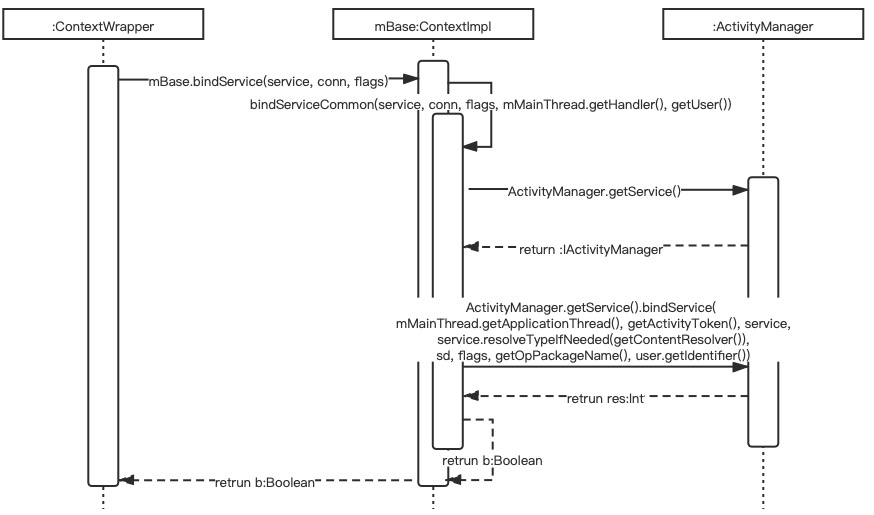 :ContextWrapper
mBase:ContextImpl
:ActivityManager
mBase.bindService(service, conn, flags)
bindServiceCommon(service, conn, flags, mMainThread.getHandler(), getUser())
ActivityManager.getService()
return :IActivityManager
ActivityManager.getService().bindService(
mMainThread.getApplicationThread(), getActivityToken(), service,
service.resolveTypeIfNeeded(getContentResolver()),
sd, flags, getOpPackageName(), user.getIdentifier())
retrun res:Int
retrun b:Boolean
retrun b:Boolean